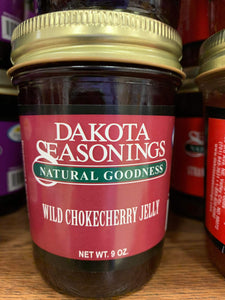 DAKOTA
SEASONINGS
NATURAL GOODNESS
WILD CHOKECHERRY JELLY
NET WT. 9 OZ.